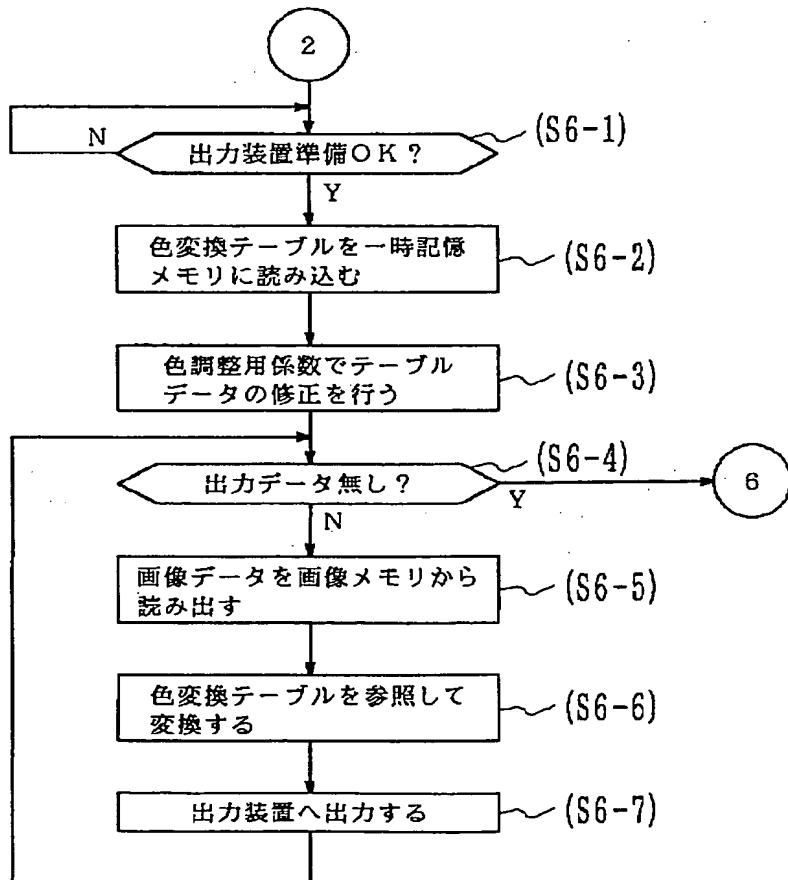 2
(S6-1)
N
出力装置準備OK?
Y
色変換テーブルを一時記憶
メモリに読み込む
(S6-2)
色調整用係数でテーブル
データの修正を行う
(S6-3)
(S6-4)
出力データ無し?
Y
6
N
画像データを画像メモリから
読み出す
(S6-5)
色変換テーブルを参照して
変換する
(S6-6)
出力装置へ出力する
(S6-7)